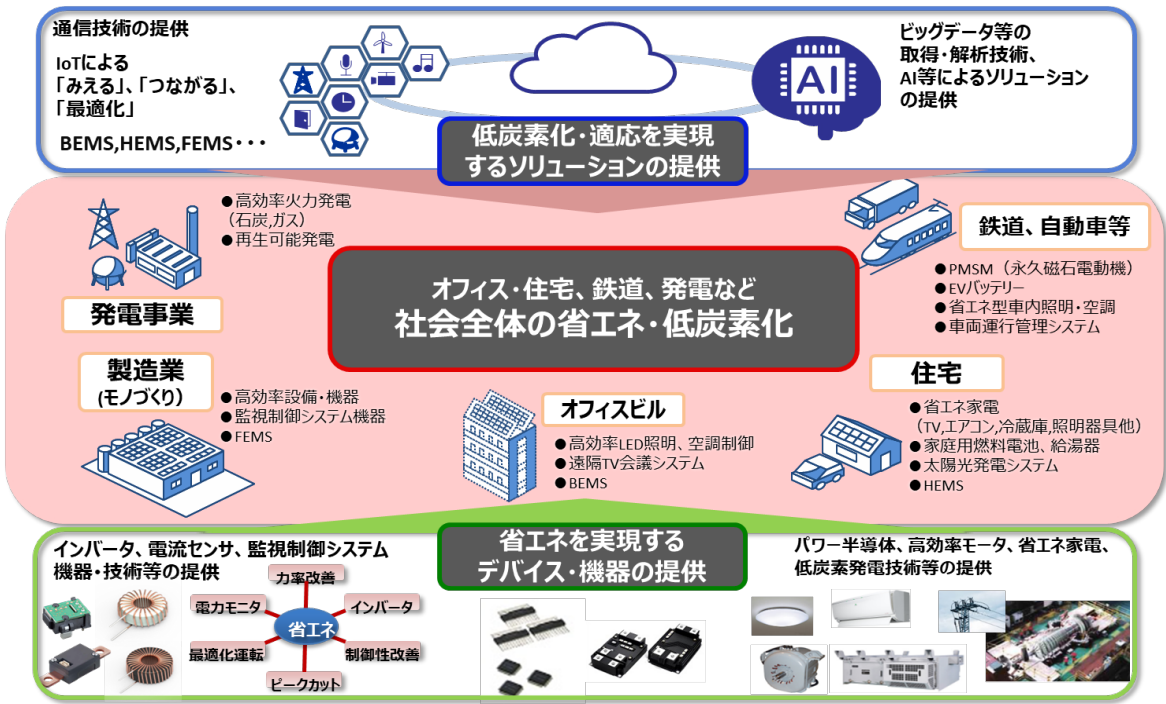 通信技術の提供
IoTによる
「みえる」、「つながる」、
「最適化」
BEMS,HEMS,FEMS・・・
AI
ビッグデータ等の
取得・解析技術、
AI等によるソリューション
の提供
低炭素化・適応を実現
するソリューションの提供
●高効率火力発電
（石炭,ガス）
●再生可能発電
発電事業
鉄道、自動車等
●PMSM（永久磁石電動機）
●EVバッテリー
●省エネ型車内照明・空調
●車両運行管理システム
オフィス・住宅、鉄道、発電など
社会全体の省エネ・低炭素化
製造業
(モノづくり)
●高効率設備・機器
●監視制御システム機器
●FEMS
オフィスビル
●高効率LED照明、空調制御
●遠隔TV会議システム
●BEMS
住宅
●省エネ家電
（TV,エアコン,冷蔵庫,照明器具他）
●家庭用燃料電池、給湯器
●太陽光発電システム
●HEMS
省エネを実現する
デバイス・機器の提供
インバータ、電流センサ、監視制御システム
機器・技術等の提供
力率改善
電力モニタ
インバータ
省エネ
最適化運転
制御性改善
ピークカット
パワー半導体、高効率モータ、省エネ家電、
低炭素発電技術等の提供